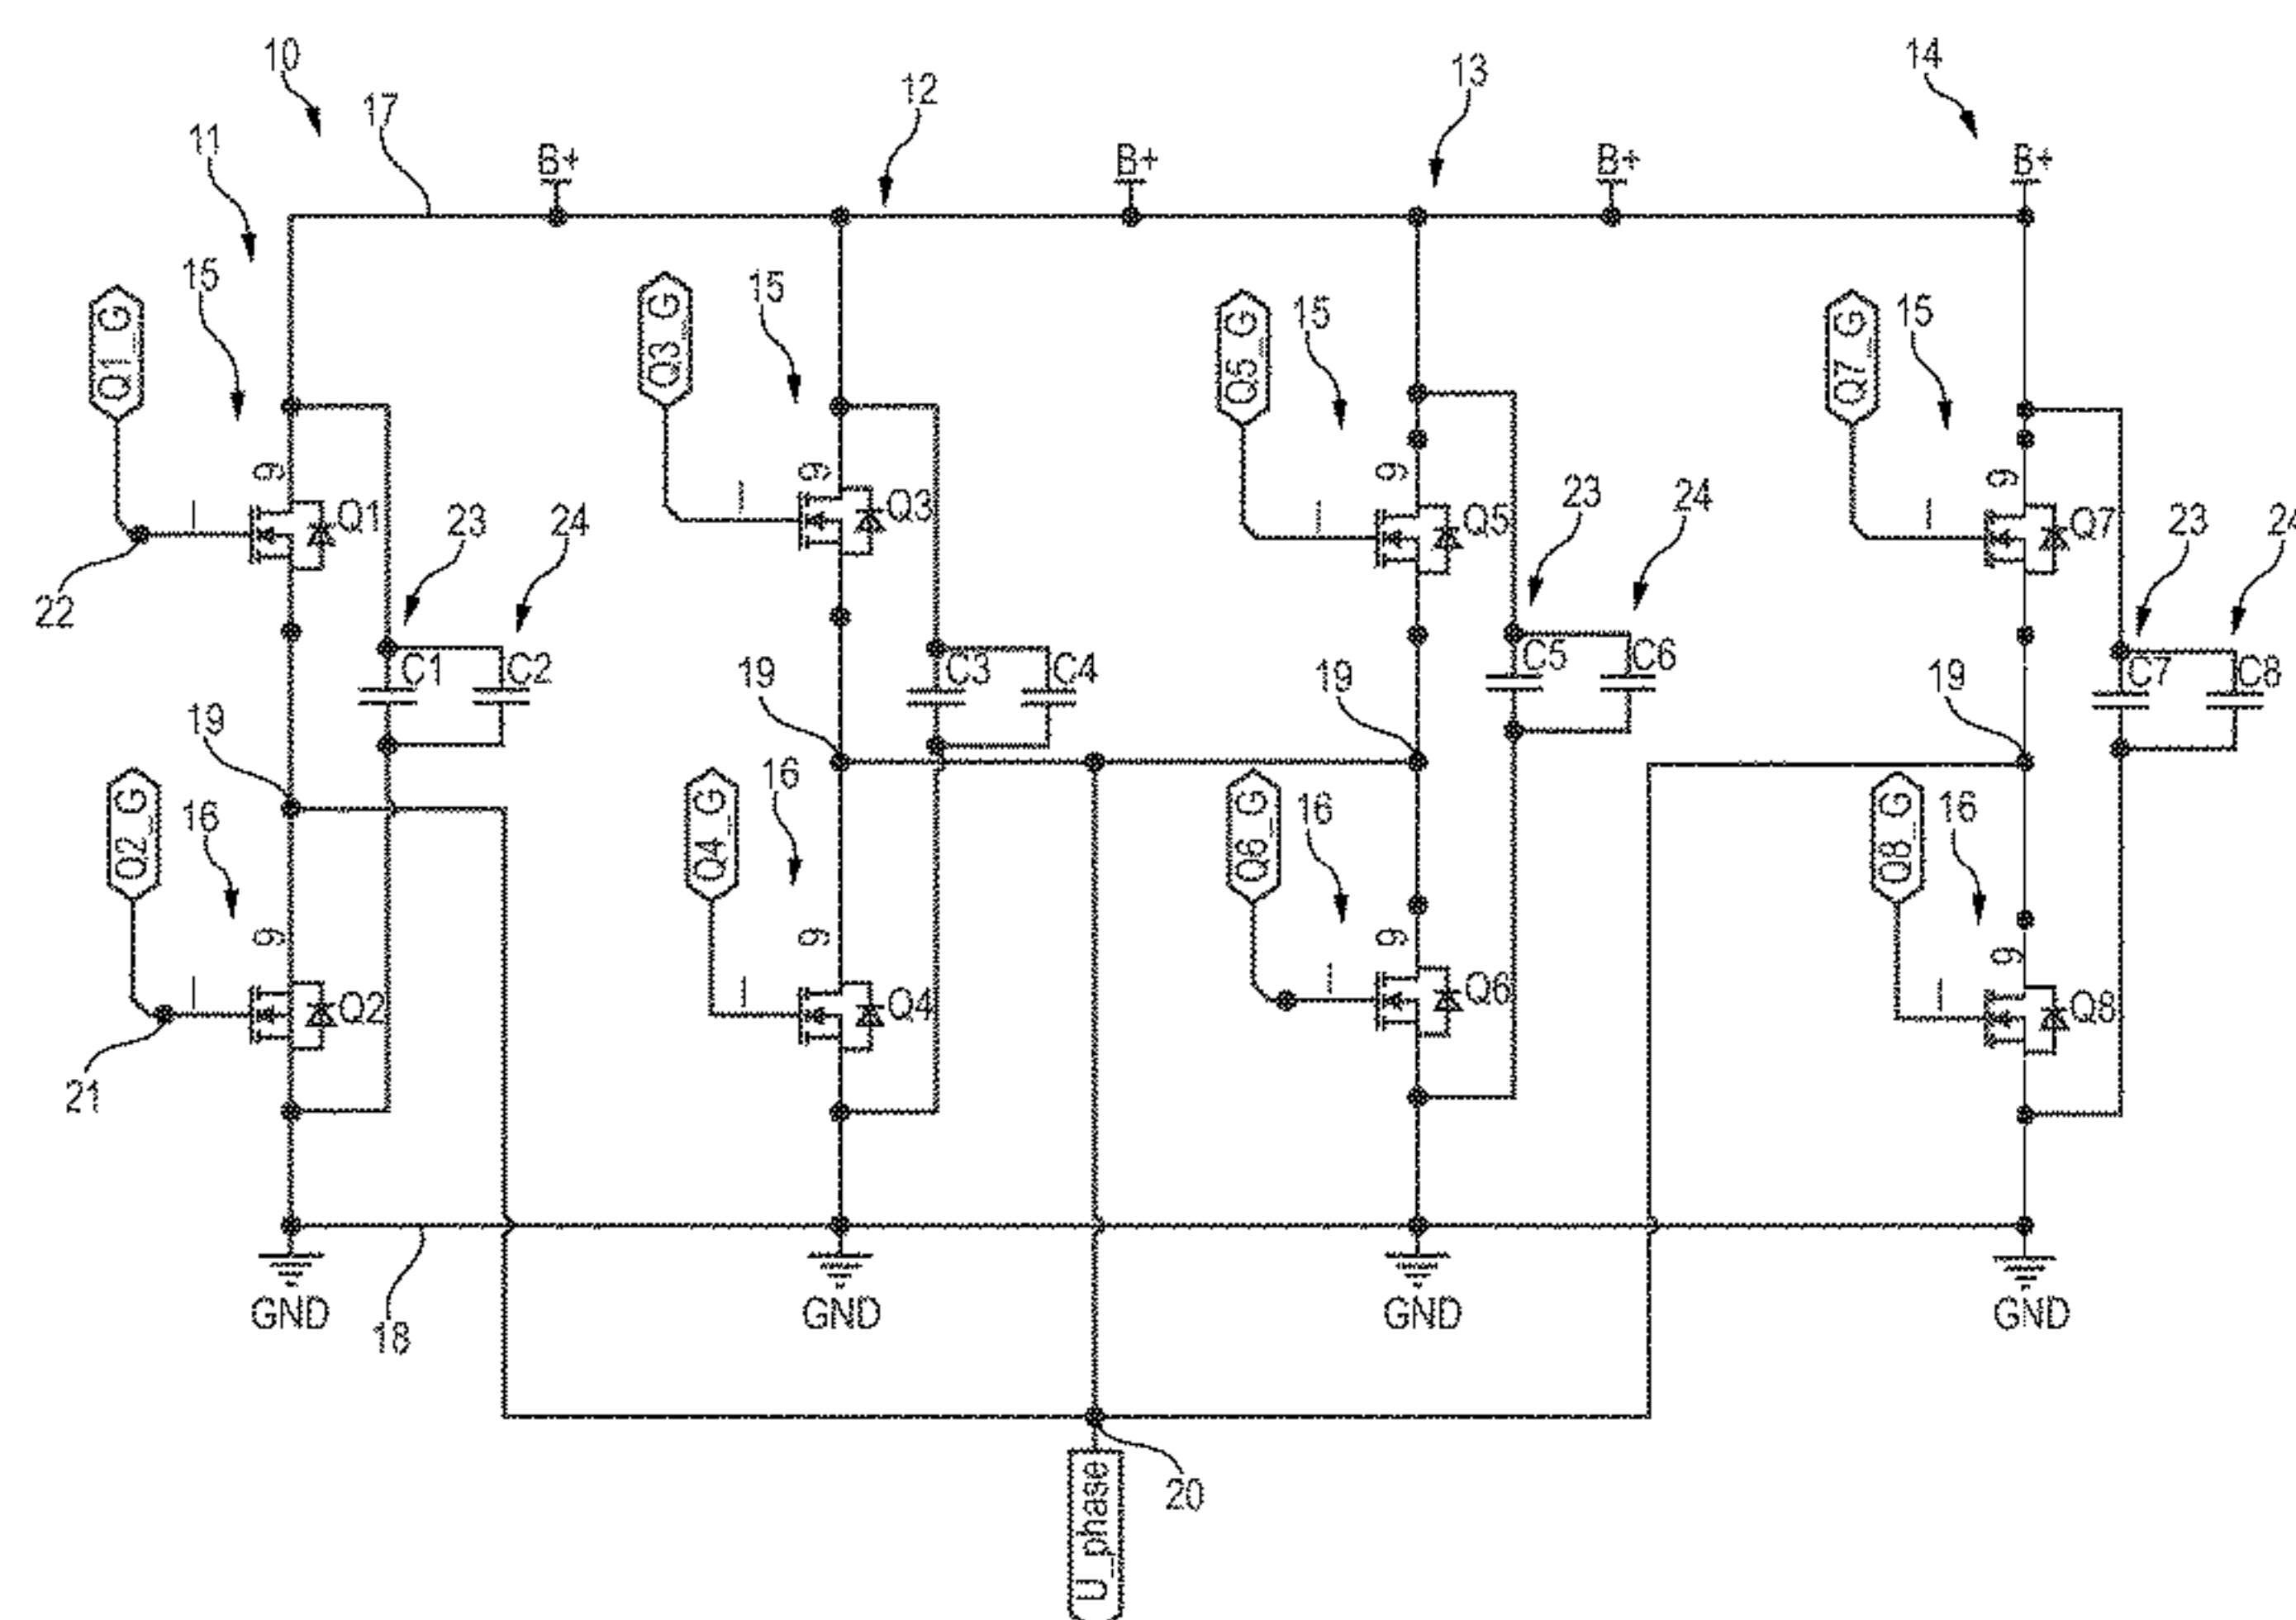 10
14
13
12
17
11
B+
B+
B+
B+
15
15
15
15
Q1_G
Q3_G
Q5_G
Q7_G
9
9
9
9
Q1
Q3
Q5
Q7
22
23
24
23
24
23
24
C1
C2
C3
C4
C5
C6
C7
C8
19
19
19
19
Q2_G
16
Q4_G
16
Q6_G
16
Q8_G
16
9
9
9
9
Q2
Q4
Q6
Q8
21
GND
GND
GND
GND
18
20
U_phase